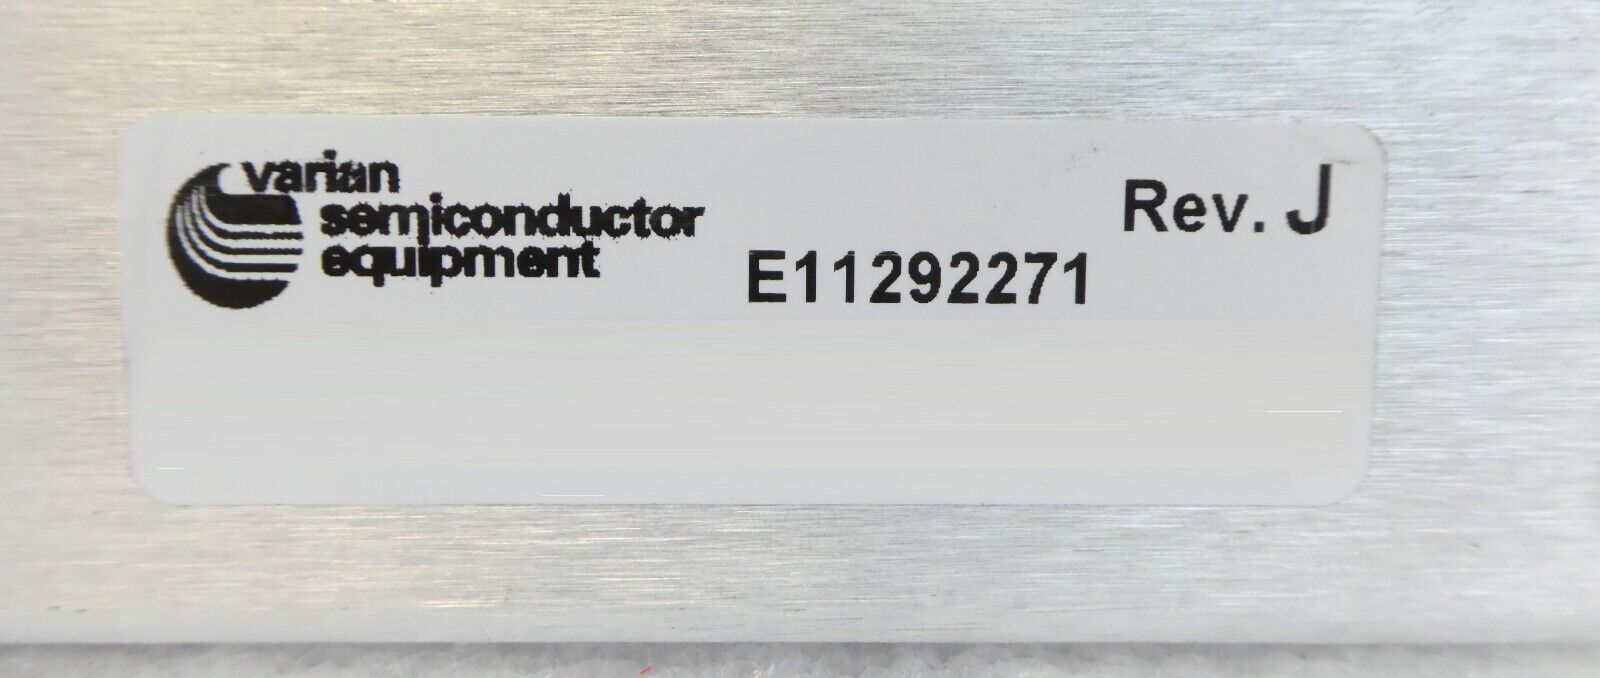 varian
semiconductor
equipment
Rev. J
E11292271